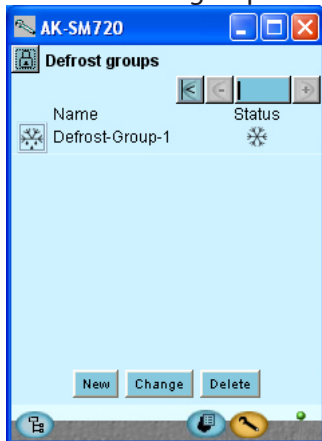 AK-SM720
Defrost groups
Name Status
Defrost-Group-1
New Change Delete